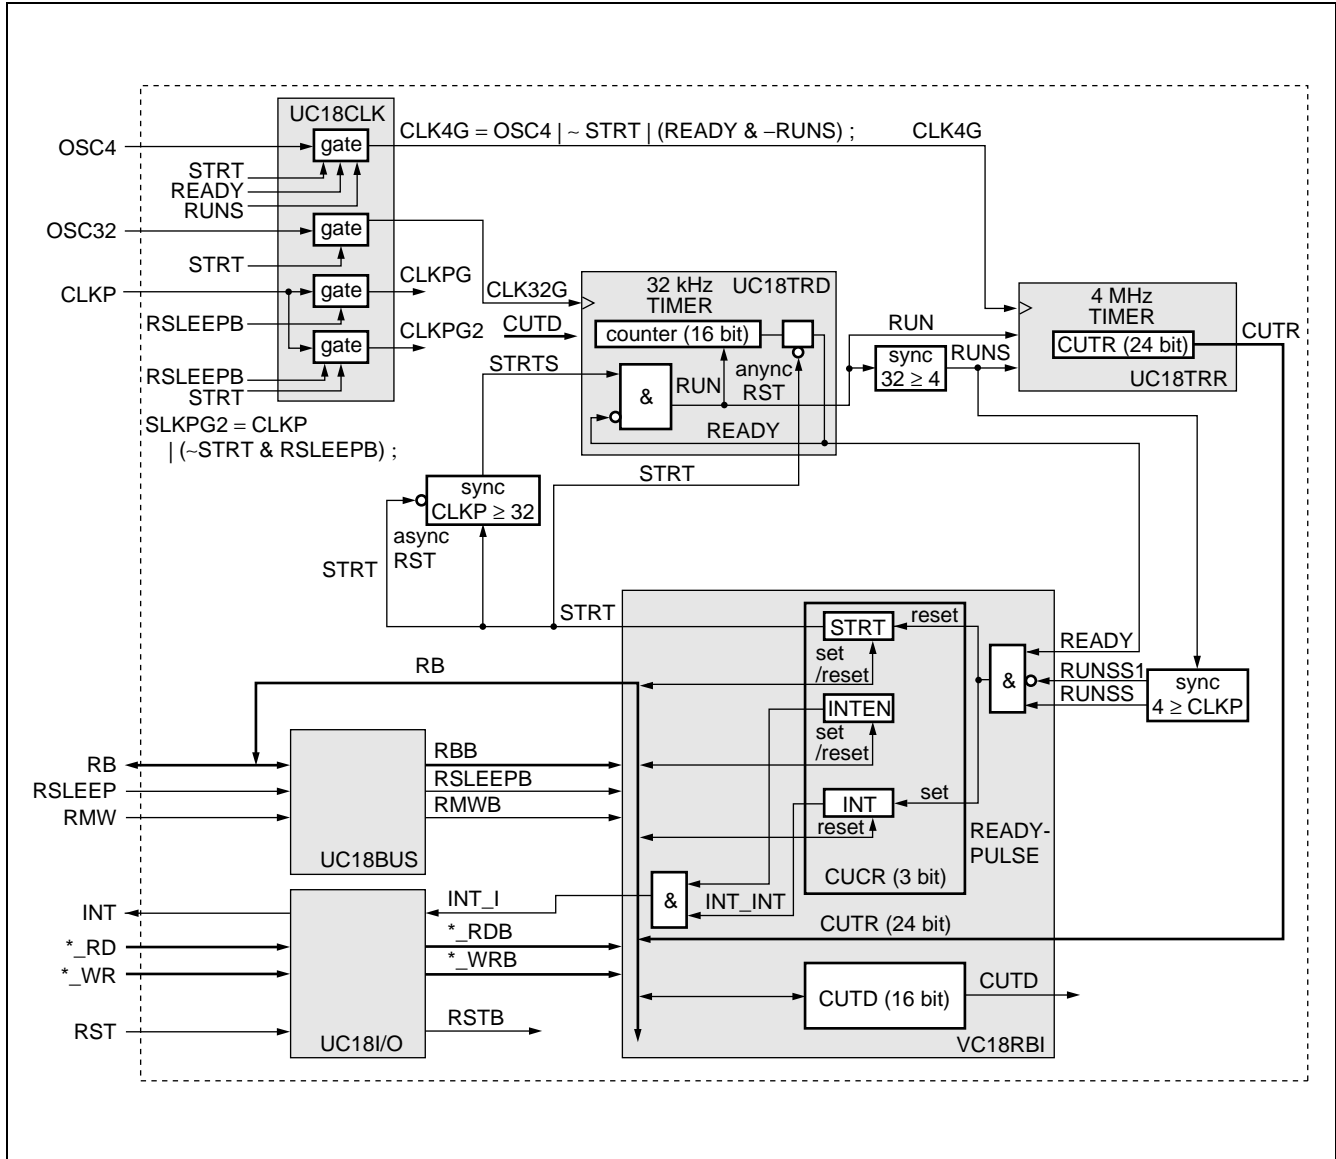 UC18CLK
OSC4
gate
CLK4G = OSC4 | ~ STRT | (READY & −RUNS) ;
CLK4G
STRT
READY
RUNS
OSC32
gate
STRT
CLKP
gate
CLKPG
RSLEEPB
gate
CLKPG2
RSLEEPB
STRT
SLKPG2 = CLKP
| (~STRT & RSLEEPB) ;
CLK32G
CUTD
32 kHz
TIMER
UC18TRD
counter (16 bit)
STRTS
&
RUN
anync
RST
READY
STRT
RUN
sync
32 ≥ 4
RUNS
4 MHz
TIMER
CUTR (24 bit)
UC18TRR
CUTR
sync
CLKP ≥ 32
async
RST
STRT
STRT
STRT
reset
set
/reset
INTEN
set
/reset
INT
set
reset
READY-
PULSE
CUCR (3 bit)
&
READY
RUNSS1
RUNSS
sync
4 ≥ CLKP
RB
RB
RSLEEP
RMW
UC18BUS
RBB
RSLEEPB
RMWB
INT
*_RD
*_WR
RST
UC18I/O
INT_I
*_RDB
*_WRB
RSTB
&
INT_INT
CUTR (24 bit)
CUTD (16 bit)
CUTD
VC18RBI